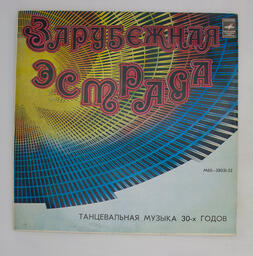 ЗАРУБЕЖНАЯ
ЭСТРАДА
ТАНЦЕВАЛЬНАЯ МУЗЫКА 30-х ГОДОВ